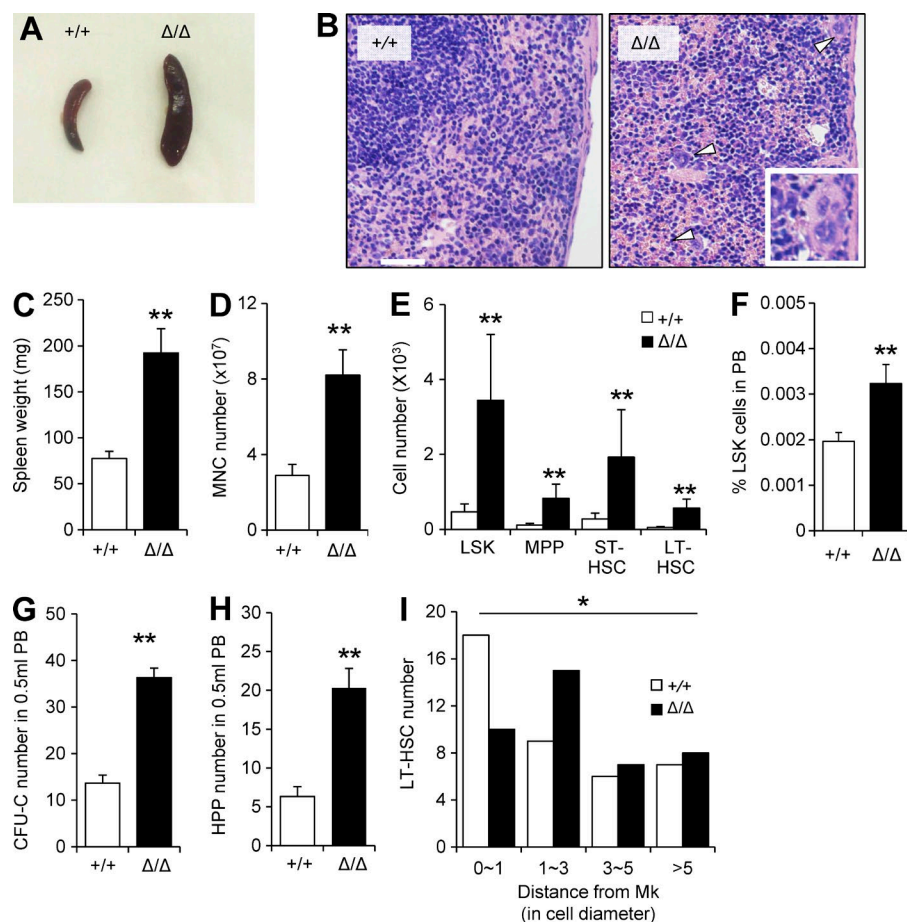 A
+/+
Δ/Δ
B
+/+
Δ/Δ
C
Spleen weight (mg)
250
200
150
100
50
0
**
+/+
Δ/Δ
D
MNC number (x10⁷)
12
8
4
0
**
+/+
Δ/Δ
E
Cell number (X10³)
6
4
2
0
+/+
Δ/Δ
**
**
**
**
LSK
MPP
ST-
HSC
LT-
HSC
F
% LSK cells in PB
0.005
0.004
0.003
0.002
0.001
0
**
+/+
Δ/Δ
G
CFU-C number in 0.5ml PB
50
40
30
20
10
0
**
+/+
Δ/Δ
H
HPP number in 0.5ml PB
30
25
20
15
10
5
0
**
+/+
Δ/Δ
I
LT-HSC number
20
16
12
8
4
0
*
+/+
Δ/Δ
0~1
1~3
3~5
>5
Distance from Mk
(in cell diameter)